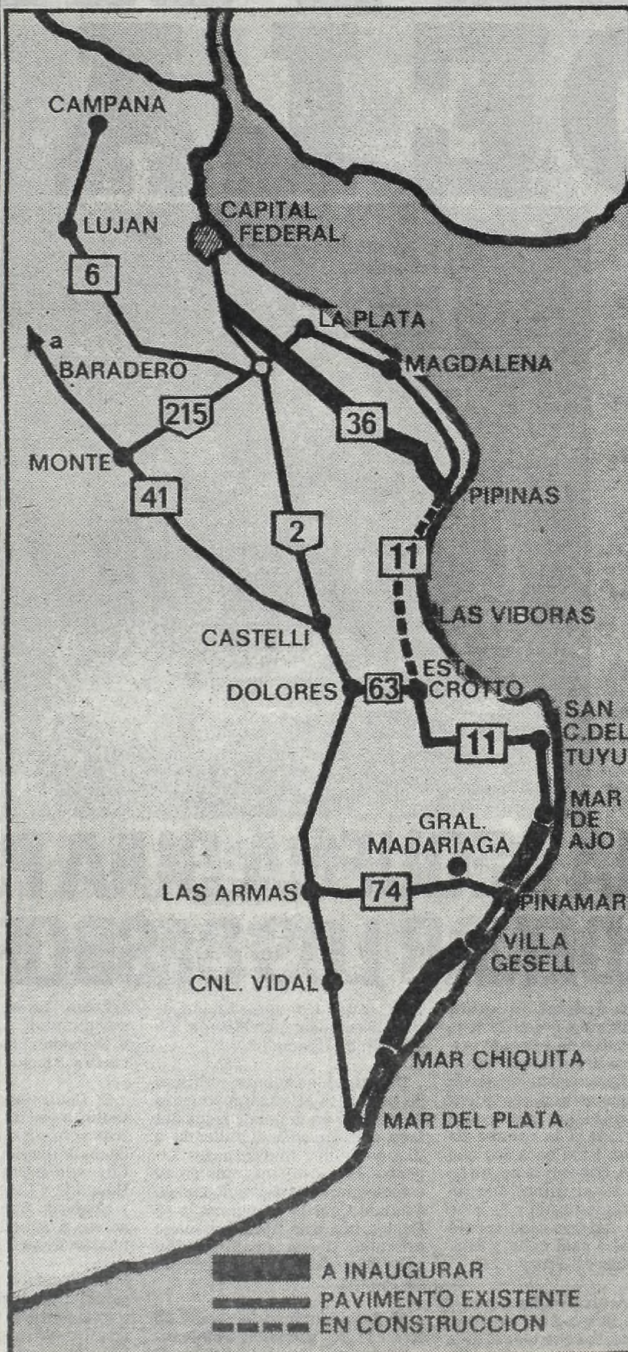 CAMPANA
CAPITAL
FEDERAL
LUJAN
6
LA PLATA
a
BARADERO
MAGDALENA
215
36
MONTE
41
PIPINAS
2
11
LAS VIBORAS
CASTELLI
EST.
CROTTO
DOLORES
63
SAN
C.DEL
TUYU
11
MAR
DE
AJO
GRAL.
MADARIAGA
LAS ARMAS
74
PINAMAR
VILLA
GESELL
CNL. VIDAL
MAR CHIQUITA
MAR DEL PLATA
A INAUGURAR
PAVIMENTO EXISTENTE
EN CONSTRUCCION